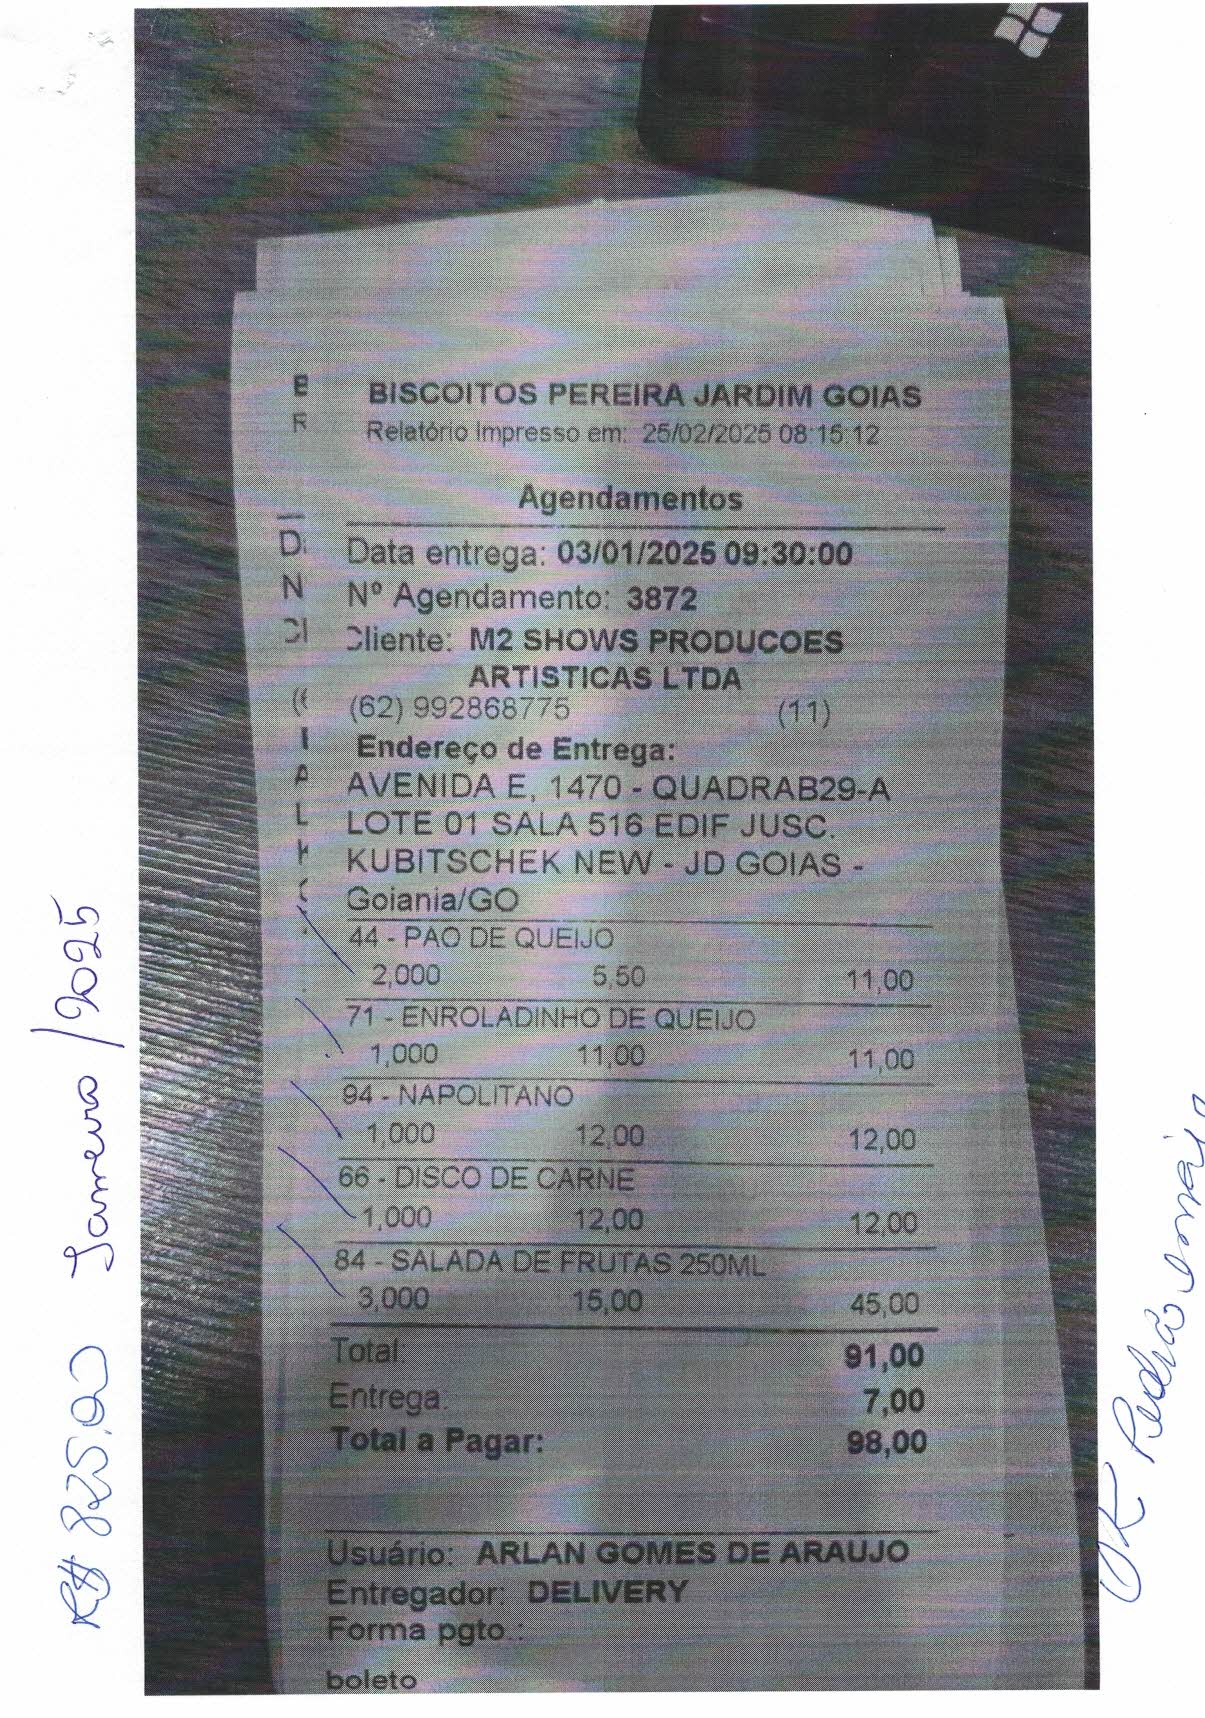 BISCOITOS PEREIRA JARDIM GOIAS
Relatório Impresso em: 25/02/2025 08:15:12
Agendamentos
Data entrega: 03/01/2025 09:30:00
Nº Agendamento: 3872
Cliente: M2 SHOWS PRODUCOES
ARTISTICAS LTDA
(62) 992868775 (11)
Endereço de Entrega:
AVENIDA E, 1470 - QUADRAB29-A
LOTE 01 SALA 516 EDIF JUSC.
KUBITSCHEK NEW - JD GOIAS -
Goiania/GO
44 - PAO DE QUEIJO
2,000 5,50 11,00
71 - ENROLADINHO DE QUEIJO
1,000 11,00 11,00
94 - NAPOLITANO
1,000 12,00 12,00
66 - DISCO DE CARNE
1,000 12,00 12,00
84 - SALADA DE FRUTAS 250ML
3,000 15,00 45,00
Total: 91,00
Entrega: 7,00
Total a Pagar: 98,00
Usuário: ARLAN GOMES DE ARAUJO
Entregador: DELIVERY
Forma pgto.:
boleto
R$ 825,00 Janeiro/2025
OK Pedrão